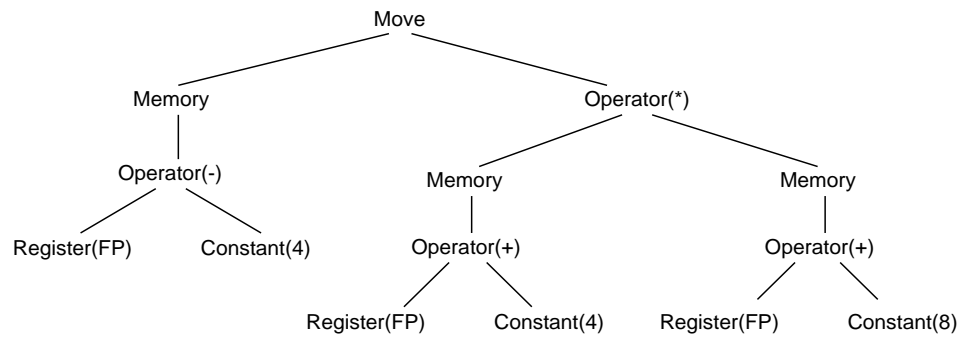 Move
Memory Operator(*)
Operator(-) Memory Memory
Register(FP) Constant(4) Operator(+) Operator(+)
Register(FP) Constant(4) Register(FP) Constant(8)